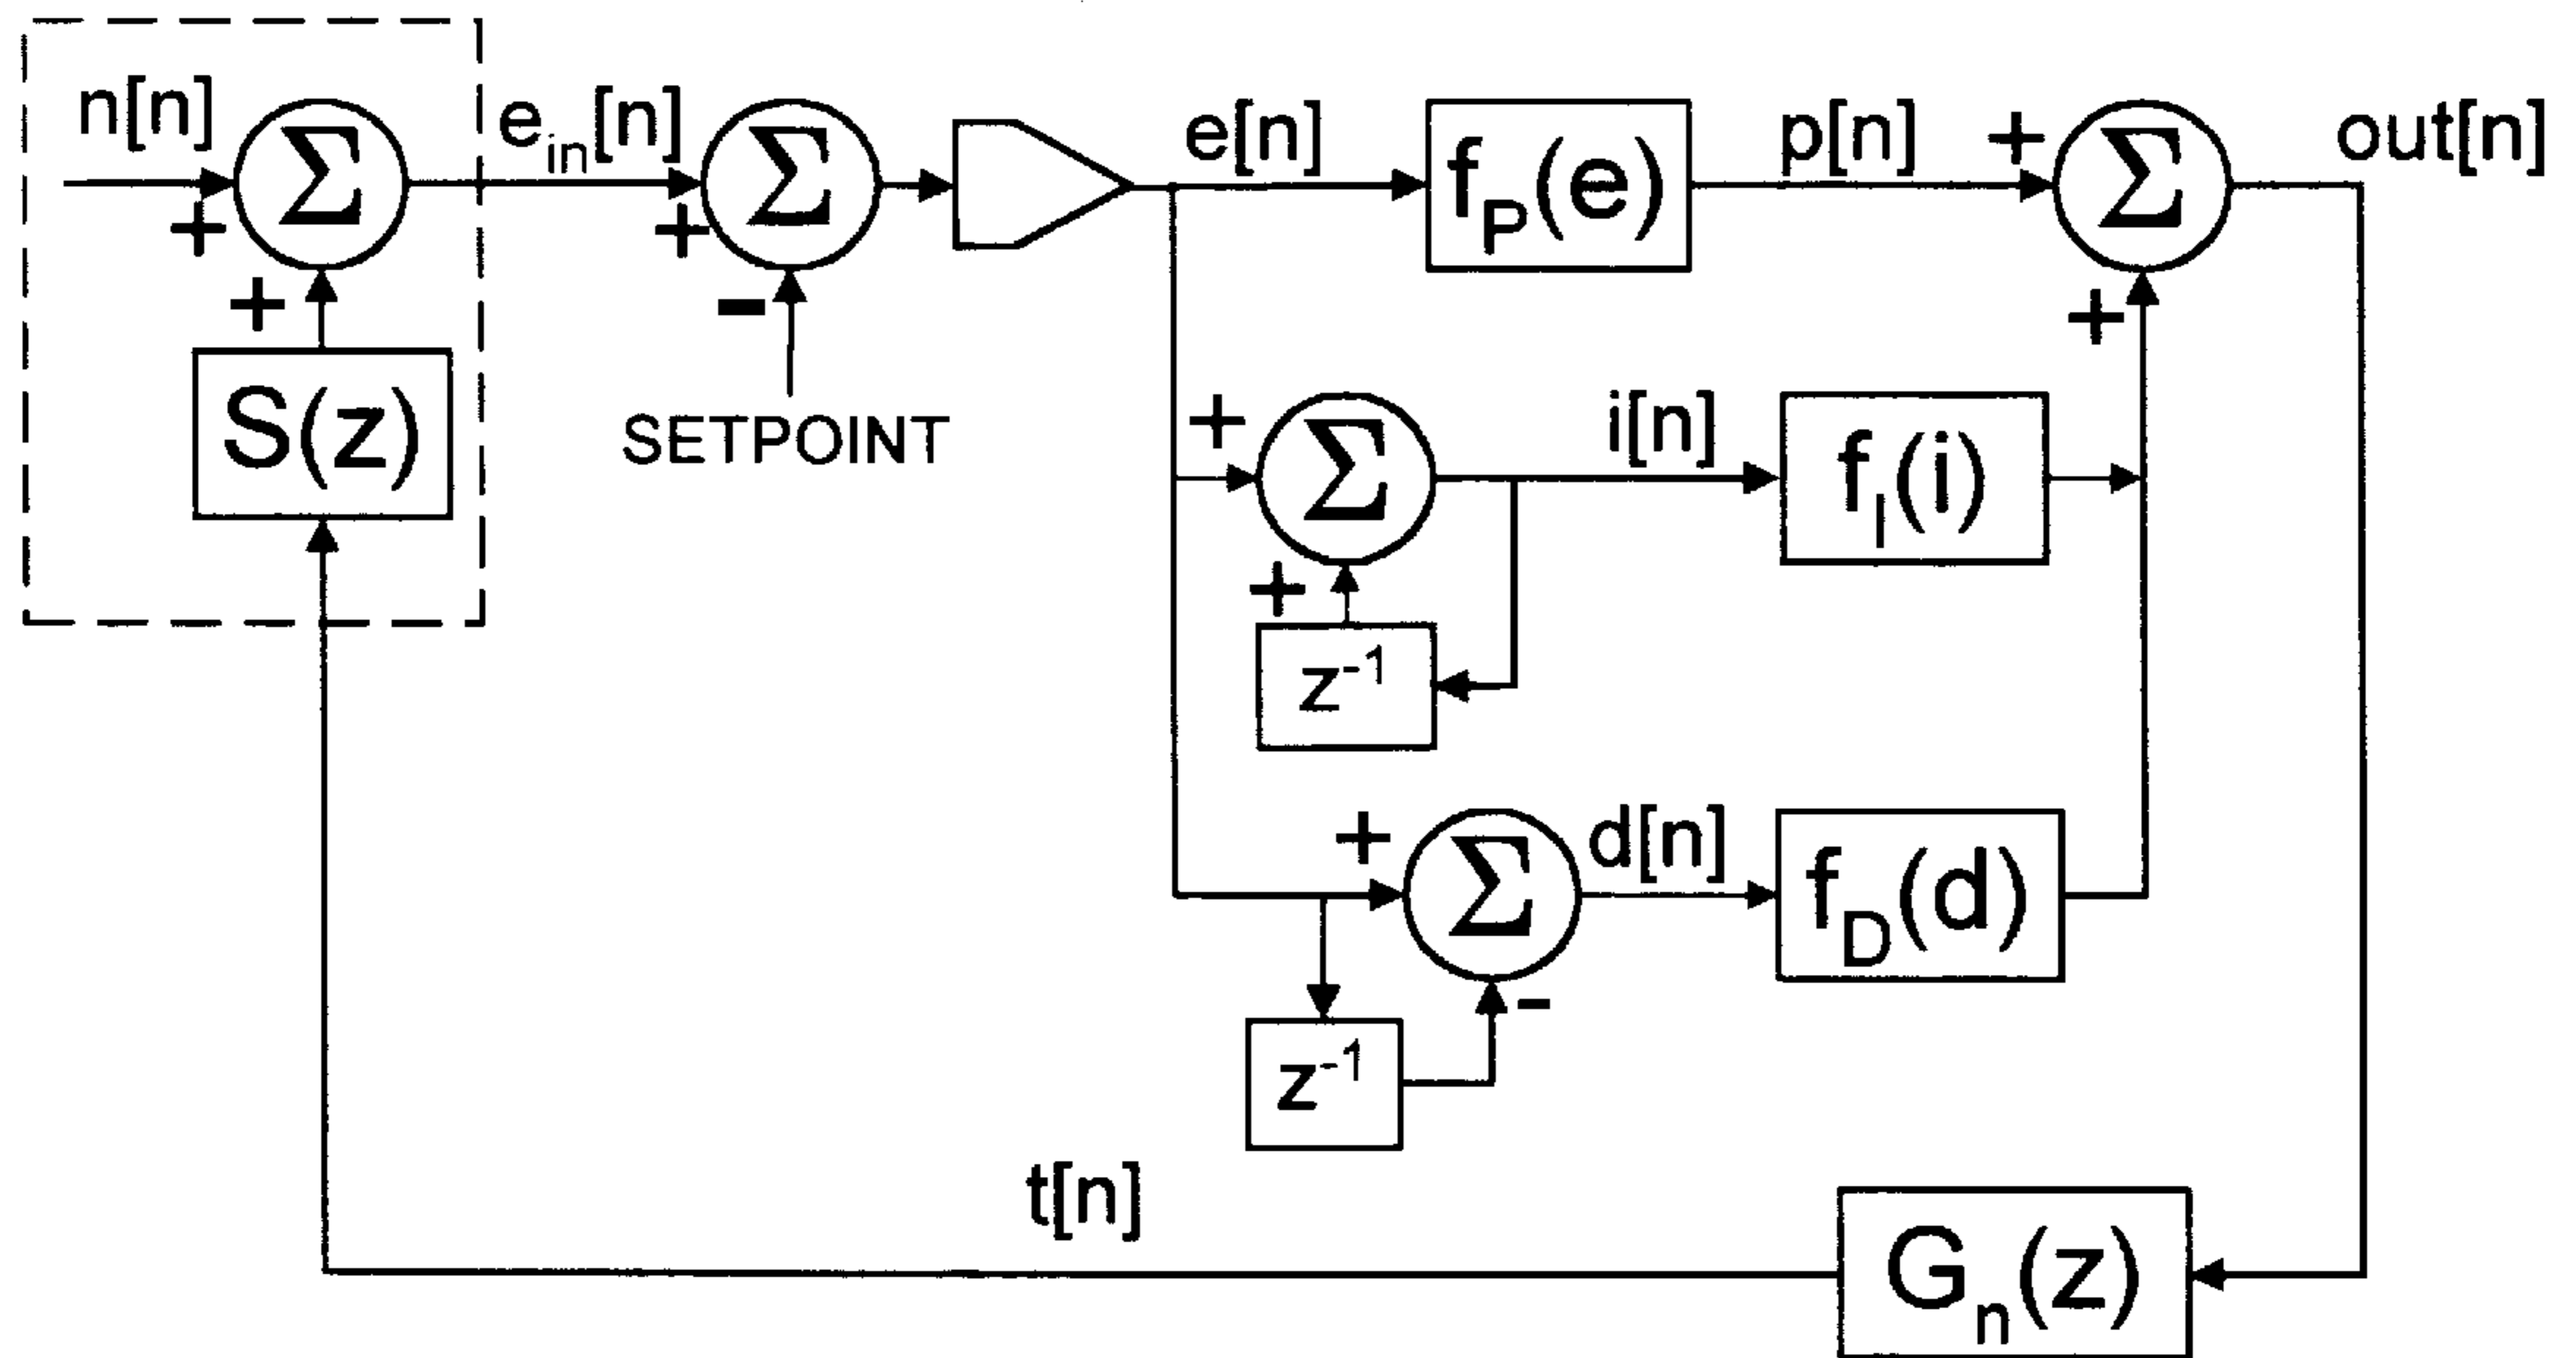 n[n]
+
Σ
+
S(z)
e_in[n]
+
Σ
-
SETPOINT
e[n]
f_P(e)
p[n]
+
Σ
+
out[n]
+
Σ
+
z^-1
i[n]
f_I(i)
+
Σ
-
z^-1
d[n]
f_D(d)
t[n]
G_n(z)